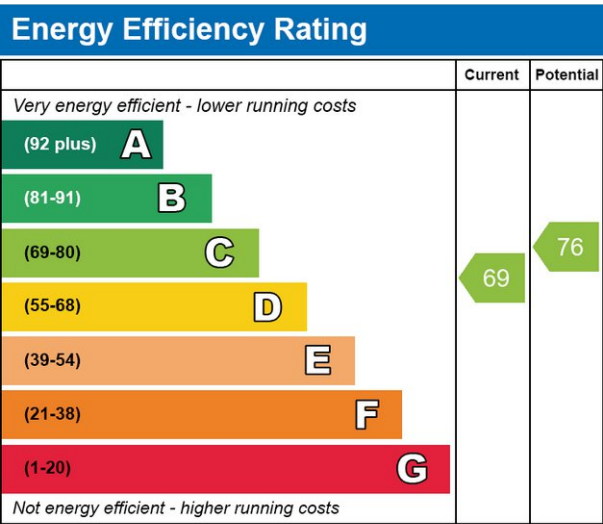 Energy Efficiency Rating
Current Potential
Very energy efficient - lower running costs
(92 plus) A
(81-91) B
(69-80) C
(55-68) D
(39-54) E
(21-38) F
(1-20) G
69
76
Not energy efficient - higher running costs